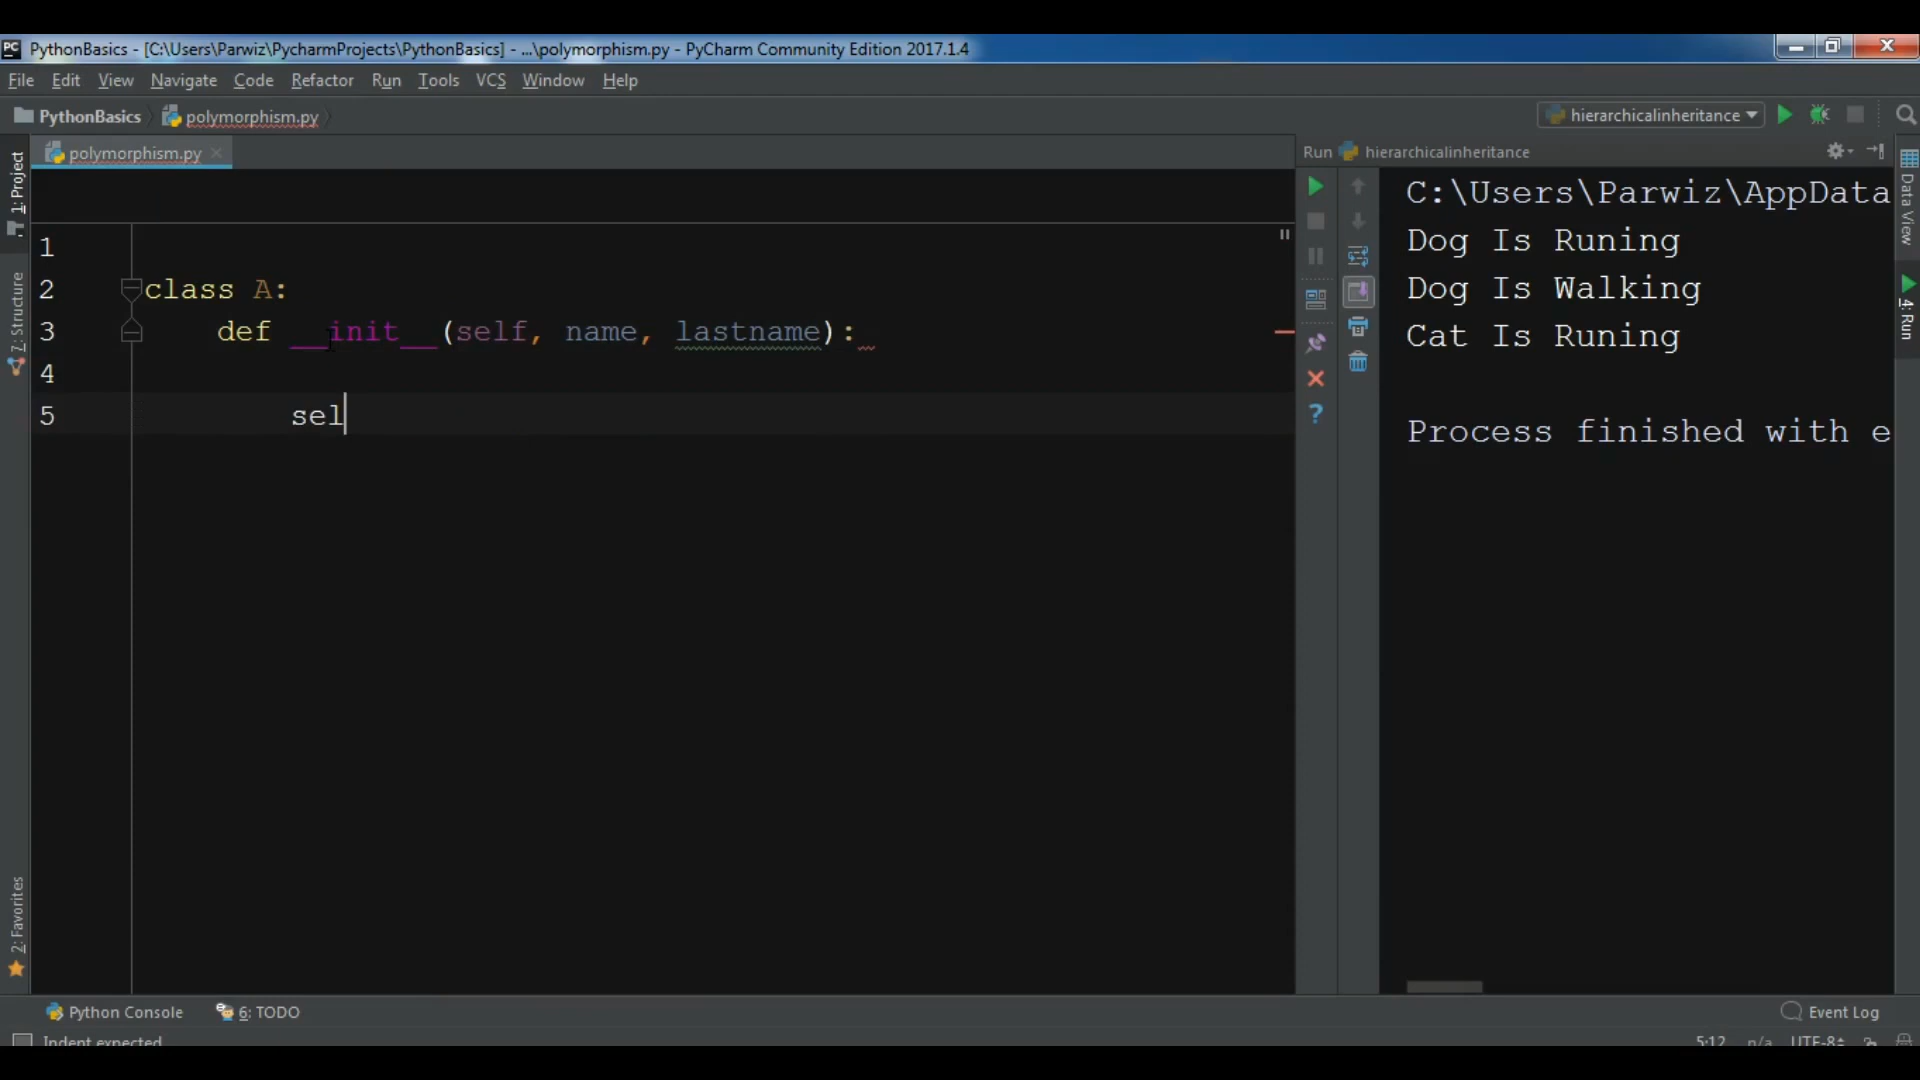 PythonBasics - [C:\Users\Parwiz\PycharmProjects\PythonBasics] - ...\polymorphism.py - PyCharm Community Edition 2017.1.4
File Edit View Navigate Code Refactor Run Tools VCS Window Help
PythonBasics polymorphism.py hierarchicalinheritance
polymorphism.py
Run hierarchicalinheritance
1: Project
7: Structure
2: Favorites
1
2 class A:
3 def __init__(self, name, lastname):
4
5 sel
C:\Users\Parwiz\AppData
Dog Is Runing
Dog Is Walking
Cat Is Runing
Process finished with e
Data View
4: Run
Python Console 6: TODO Event Log
Indent expected 5:12 n/a UTF-8